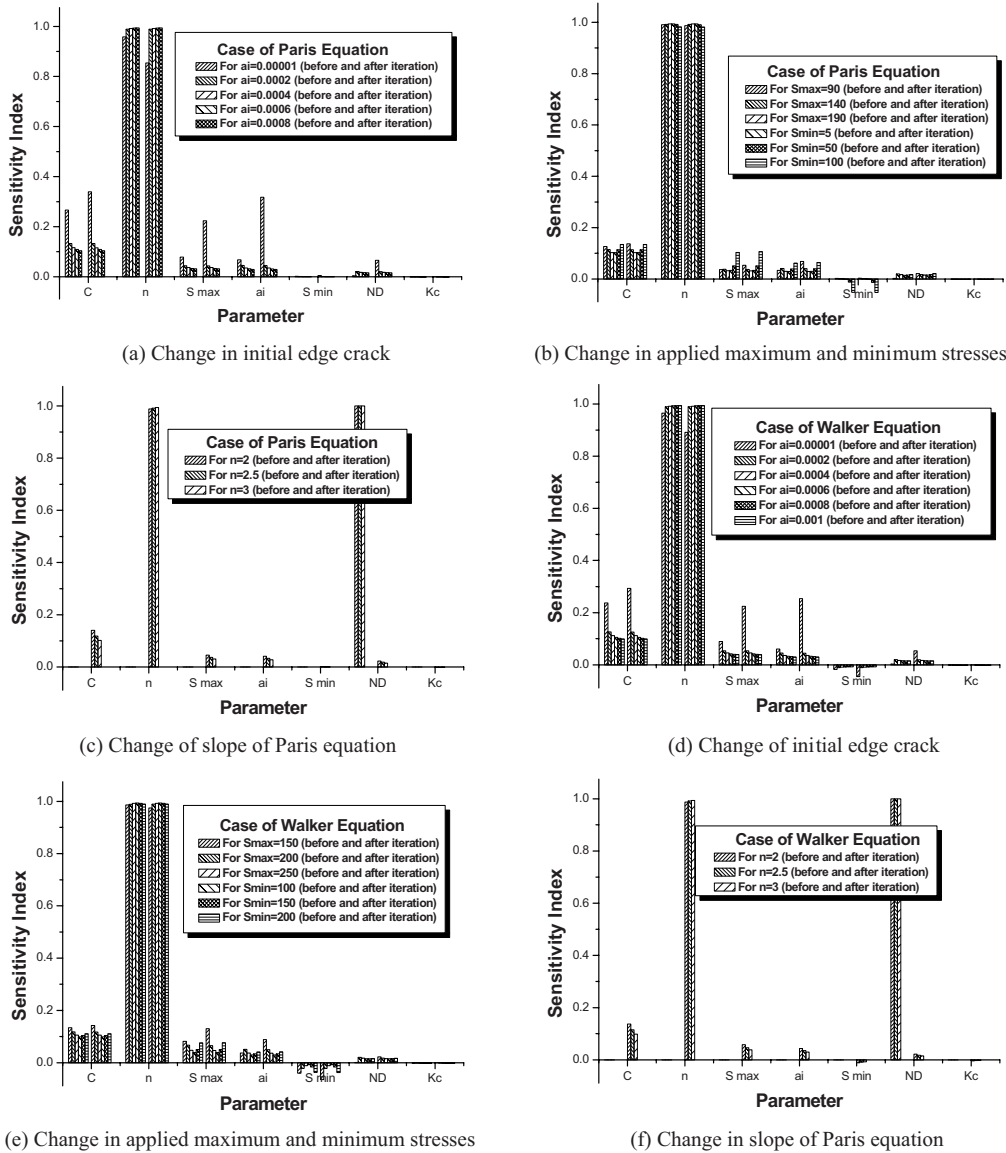 1.0
0.8
0.6
0.4
0.2
0.0
Sensitivity Index
Case of Paris Equation
For ai=0.00001 (before and after iteration)
For ai=0.0002 (before and after iteration)
For ai=0.0004 (before and after iteration)
For ai=0.0006 (before and after iteration)
For ai=0.0008 (before and after iteration)
C n S max ai S min ND Kc
Parameter
(a) Change in initial edge crack
1.0
0.8
0.6
0.4
0.2
0.0
Sensitivity Index
Case of Paris Equation
For Smax=90 (before and after iteration)
For Smax=140 (before and after iteration)
For Smax=190 (before and after iteration)
For Smin=5 (before and after iteration)
For Smin=50 (before and after iteration)
For Smin=100 (before and after iteration)
C n S max ai S min ND Kc
Parameter
(b) Change in applied maximum and minimum stresses
1.0
0.8
0.6
0.4
0.2
0.0
Sensitivity Index
Case of Paris Equation
For n=2 (before and after iteration)
For n=2.5 (before and after iteration)
For n=3 (before and after iteration)
C n S max ai S min ND Kc
Parameter
(c) Change of slope of Paris equation
1.0
0.8
0.6
0.4
0.2
0.0
Sensitivity Index
Case of Walker Equation
For ai=0.00001 (before and after iteration)
For ai=0.0002 (before and after iteration)
For ai=0.0004 (before and after iteration)
For ai=0.0006 (before and after iteration)
For ai=0.0008 (before and after iteration)
For ai=0.001 (before and after iteration)
C n S max ai S min ND Kc
Parameter
(d) Change of initial edge crack
1.0
0.8
0.6
0.4
0.2
0.0
Sensitivity Index
Case of Walker Equation
For Smax=150 (before and after iteration)
For Smax=200 (before and after iteration)
For Smax=250 (before and after iteration)
For Smin=100 (before and after iteration)
For Smin=150 (before and after iteration)
For Smin=200 (before and after iteration)
C n S max ai S min ND Kc
Parameter
(e) Change in applied maximum and minimum stresses
1.0
0.8
0.6
0.4
0.2
0.0
Sensitivity Index
Case of Walker Equation
For n=2 (before and after iteration)
For n=2.5 (before and after iteration)
For n=3 (before and after iteration)
C n S max ai S min ND Kc
Parameter
(f) Change in slope of Paris equation